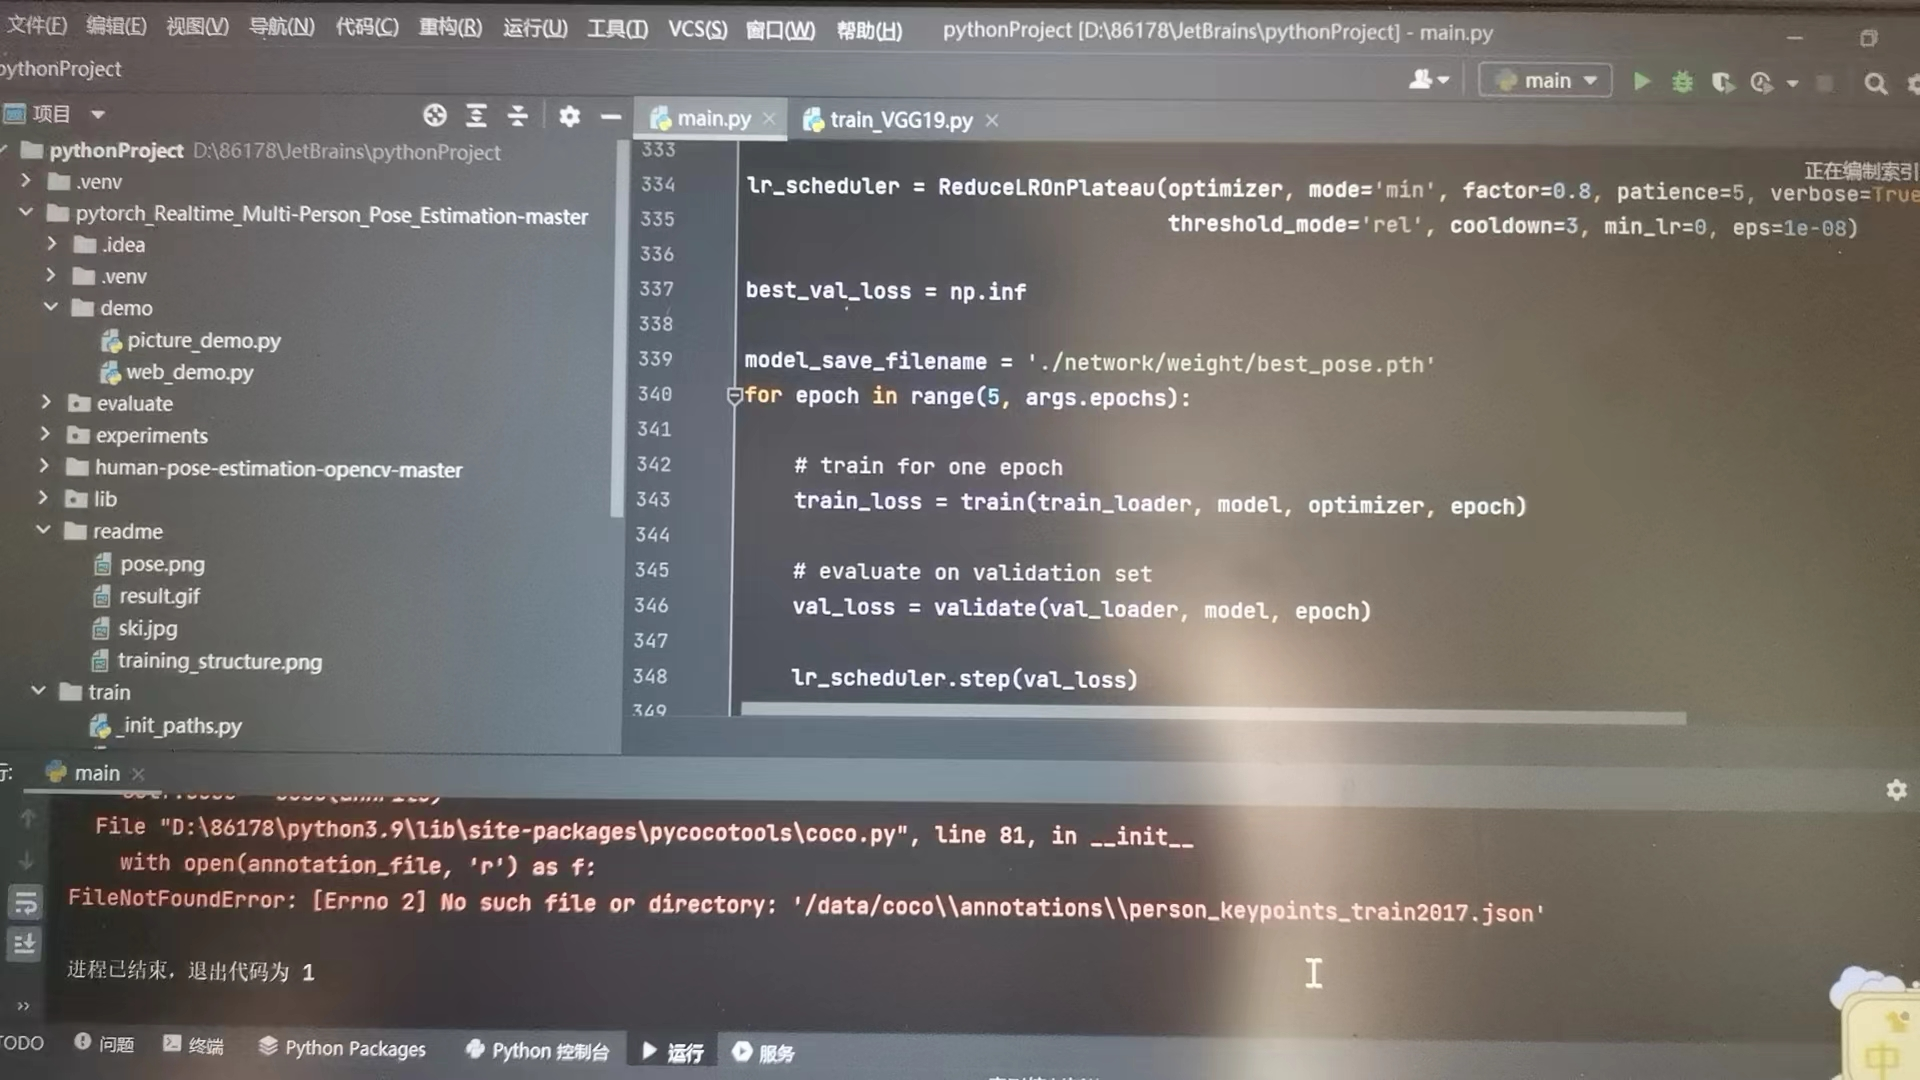 文件(F) 编辑(E) 视图(V) 导航(N) 代码(C) 重构(R) 运行(U) 工具(T) VCS(S) 窗口(W) 帮助(H) pythonProject [D:\86178\JetBrains\pythonProject] - main.py
pythonProject
main
项目
main.py
train_VGG19.py
pythonProject D:\86178\JetBrains\pythonProject
.venv
pytorch_Realtime_Multi-Person_Pose_Estimation-master
.idea
.venv
demo
picture_demo.py
web_demo.py
evaluate
experiments
human-pose-estimation-opencv-master
lib
readme
pose.png
result.gif
ski.jpg
training_structure.png
train
_init_paths.py
正在编制索引
333
334 lr_scheduler = ReduceLROnPlateau(optimizer, mode='min', factor=0.8, patience=5, verbose=True
335 threshold_mode='rel', cooldown=3, min_lr=0, eps=1e-08)
336
337 best_val_loss = np.inf
338
339 model_save_filename = './network/weight/best_pose.pth'
340 for epoch in range(5, args.epochs):
341
342 # train for one epoch
343 train_loss = train(train_loader, model, optimizer, epoch)
344
345 # evaluate on validation set
346 val_loss = validate(val_loader, model, epoch)
347
348 lr_scheduler.step(val_loss)
349
main
File "D:\86178\python3.9\lib\site-packages\pycocotools\coco.py", line 81, in __init__
with open(annotation_file, 'r') as f:
FileNotFoundError: [Errno 2] No such file or directory: '/data/coco\\annotations\\person_keypoints_train2017.json'
进程已结束，退出代码为 1
TODO 问题 终端 Python Packages Python 控制台 运行 服务
中